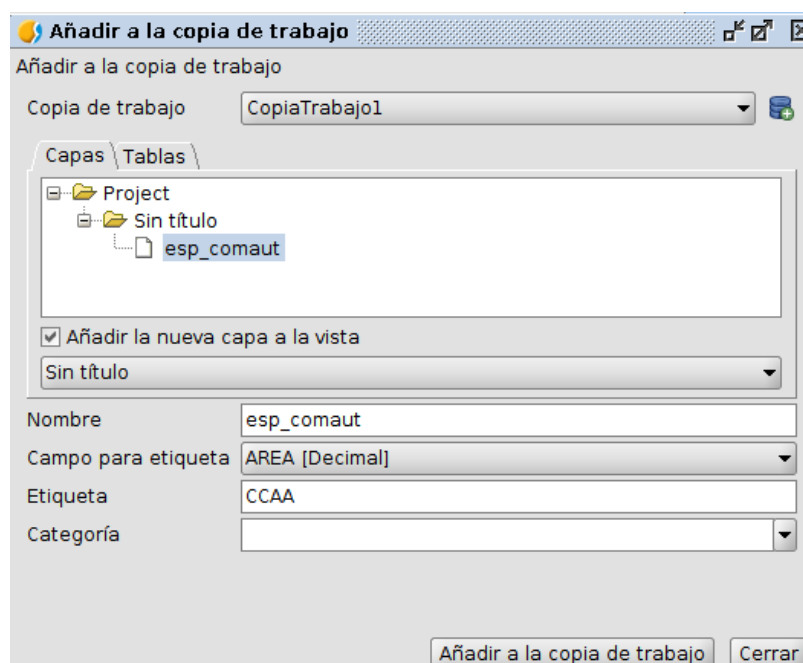 Añadir a la copia de trabajo
Añadir a la copia de trabajo
Copia de trabajo CopiaTrabajo1
Capas Tablas
Project
Sin título
esp_comaut
Añadir la nueva capa a la vista
Sin título
Nombre esp_comaut
Campo para etiqueta AREA [Decimal]
Etiqueta CCAA
Categoría
Añadir a la copia de trabajo Cerrar